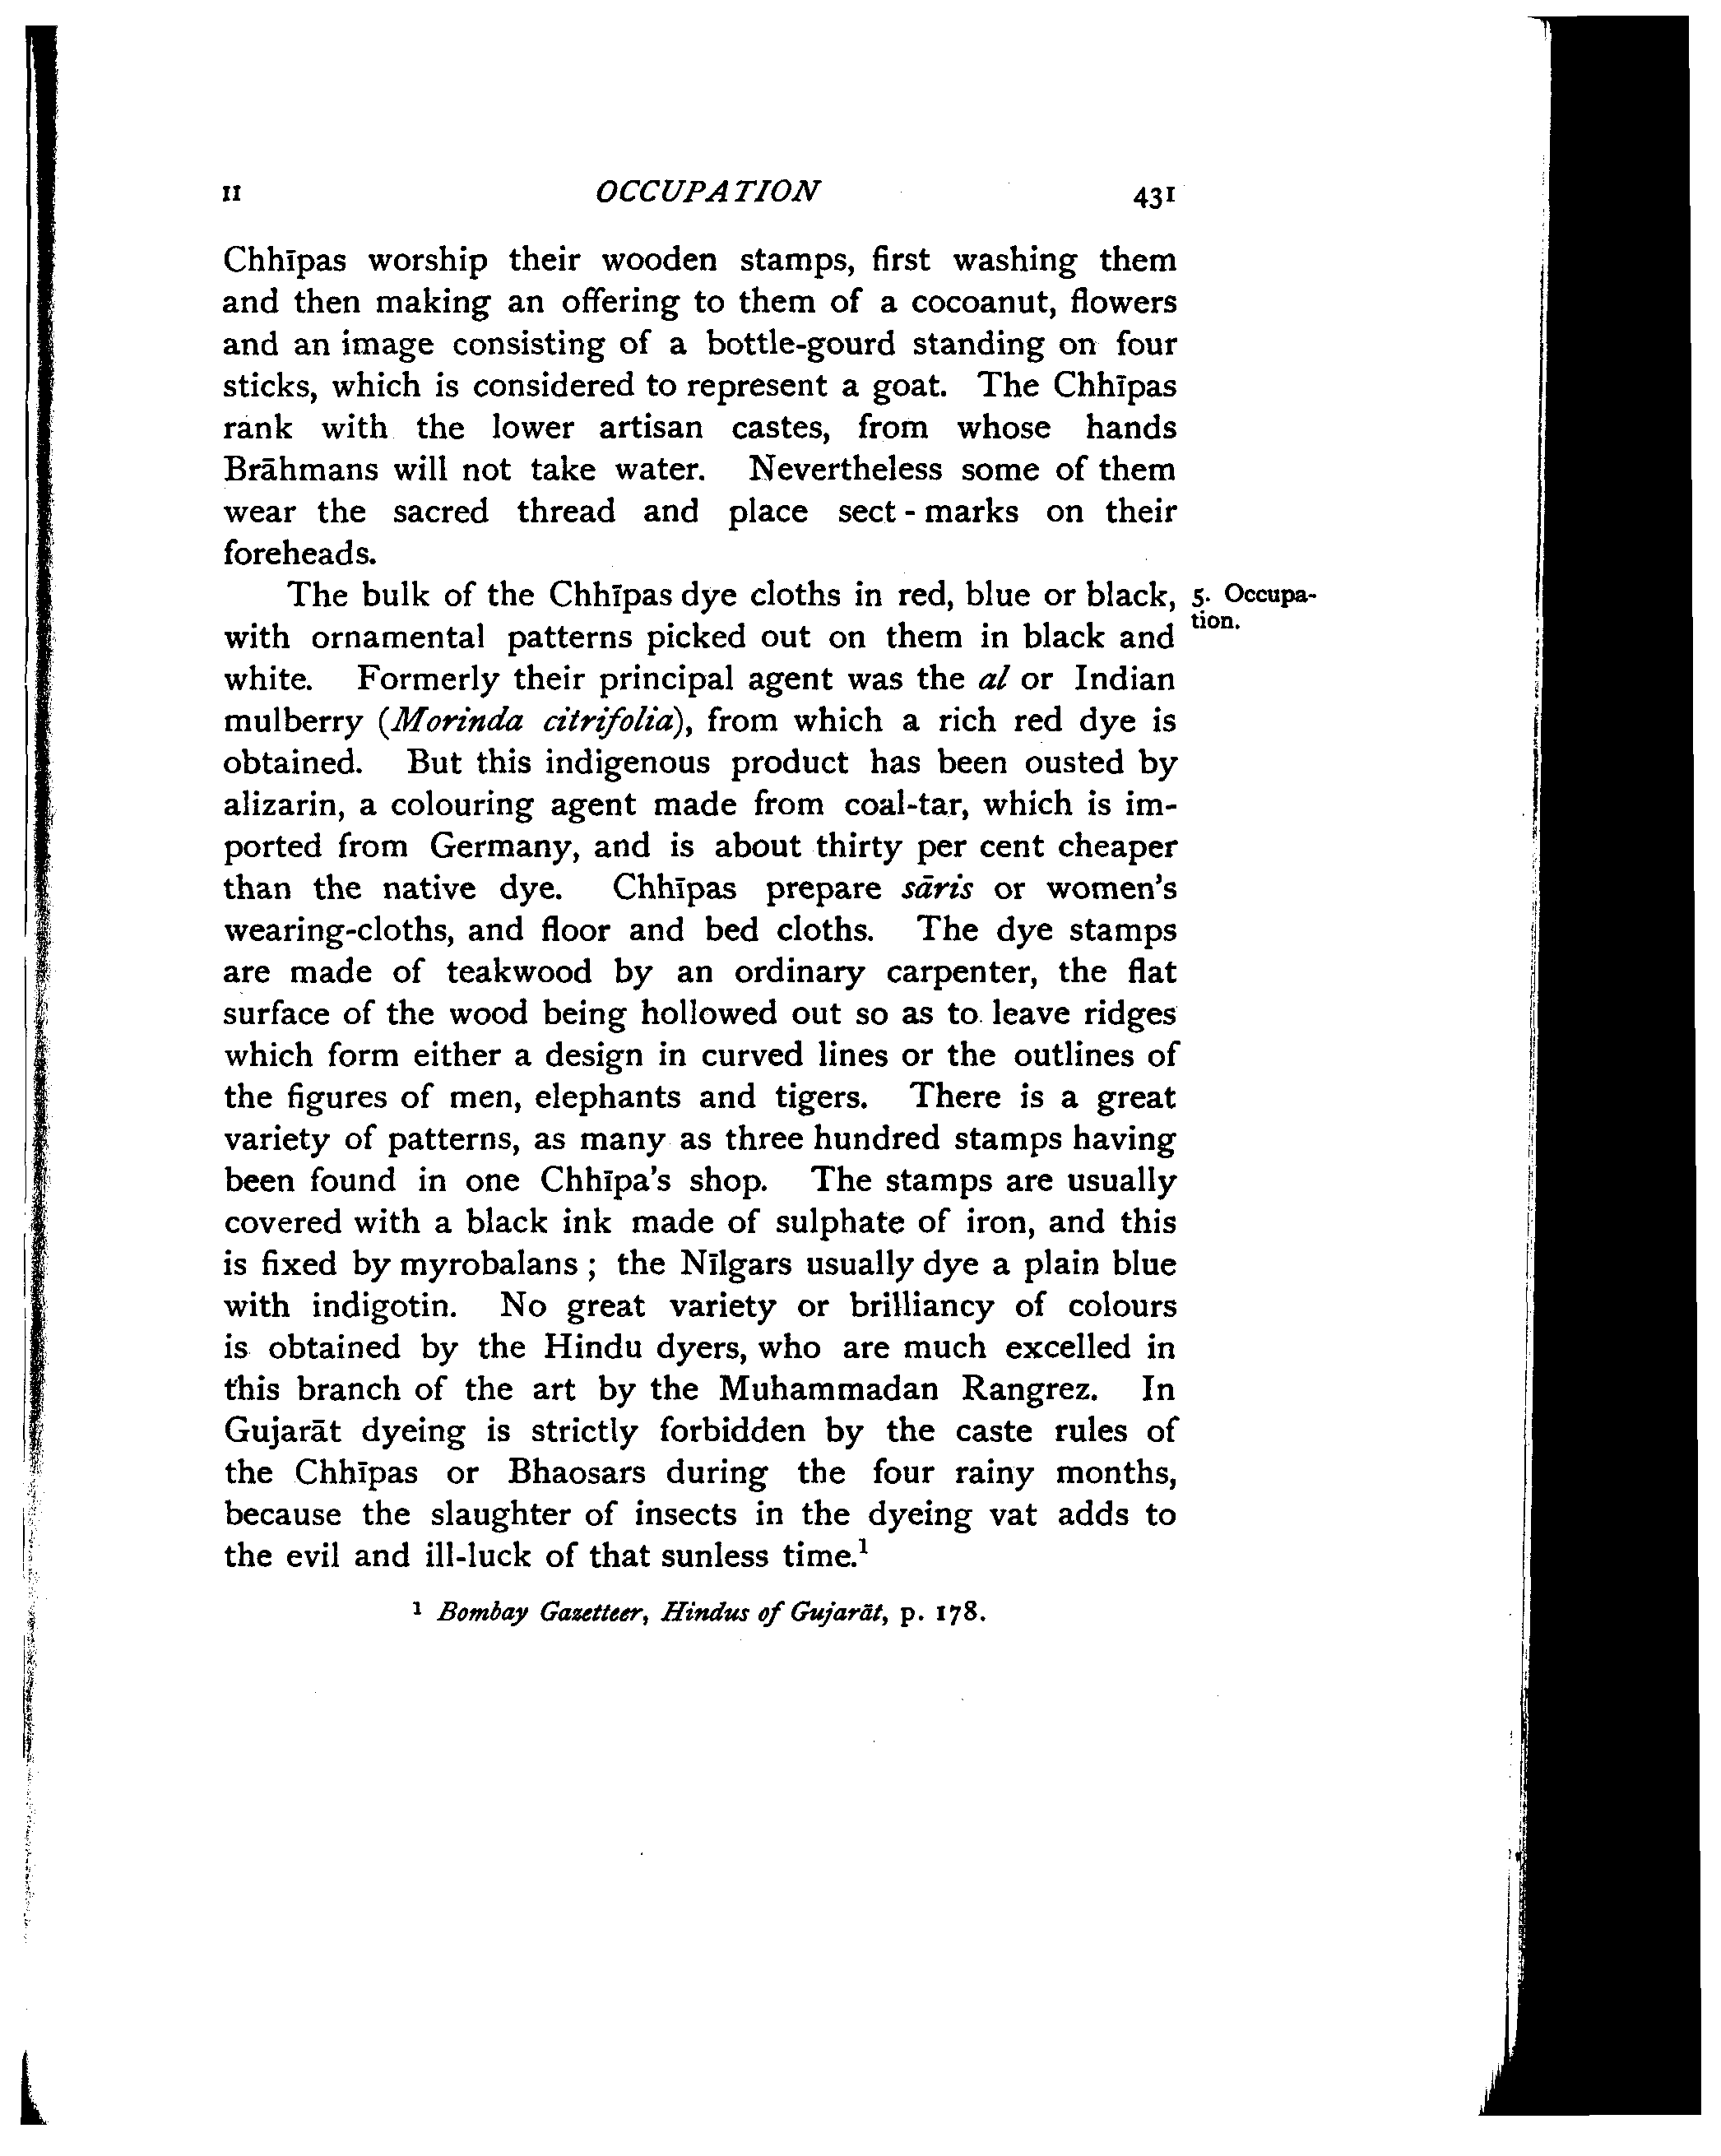 II OCCUPATION 431
Chhīpas worship their wooden stamps, first washing them
and then making an offering to them of a cocoanut, flowers
and an image consisting of a bottle-gourd standing on four
sticks, which is considered to represent a goat. The Chhīpas
rank with the lower artisan castes, from whose hands
Brāhmans will not take water. Nevertheless some of them
wear the sacred thread and place sect-marks on their
foreheads.
The bulk of the Chhīpas dye cloths in red, blue or black,
5. Occupa-
tion.
with ornamental patterns picked out on them in black and
white. Formerly their principal agent was the al or Indian
mulberry (Morinda citrifolia), from which a rich red dye is
obtained. But this indigenous product has been ousted by
alizarin, a colouring agent made from coal-tar, which is im-
ported from Germany, and is about thirty per cent cheaper
than the native dye. Chhīpas prepare sāris or women's
wearing-cloths, and floor and bed cloths. The dye stamps
are made of teakwood by an ordinary carpenter, the flat
surface of the wood being hollowed out so as to leave ridges
which form either a design in curved lines or the outlines of
the figures of men, elephants and tigers. There is a great
variety of patterns, as many as three hundred stamps having
been found in one Chhīpa's shop. The stamps are usually
covered with a black ink made of sulphate of iron, and this
is fixed by myrobalans ; the Nīlgars usually dye a plain blue
with indigotin. No great variety or brilliancy of colours
is obtained by the Hindu dyers, who are much excelled in
this branch of the art by the Muhammadan Rangrez. In
Gujarāt dyeing is strictly forbidden by the caste rules of
the Chhīpas or Bhaosars during the four rainy months,
because the slaughter of insects in the dyeing vat adds to
the evil and ill-luck of that sunless time.¹
¹ Bombay Gazetteer, Hindus of Gujarāt, p. 178.